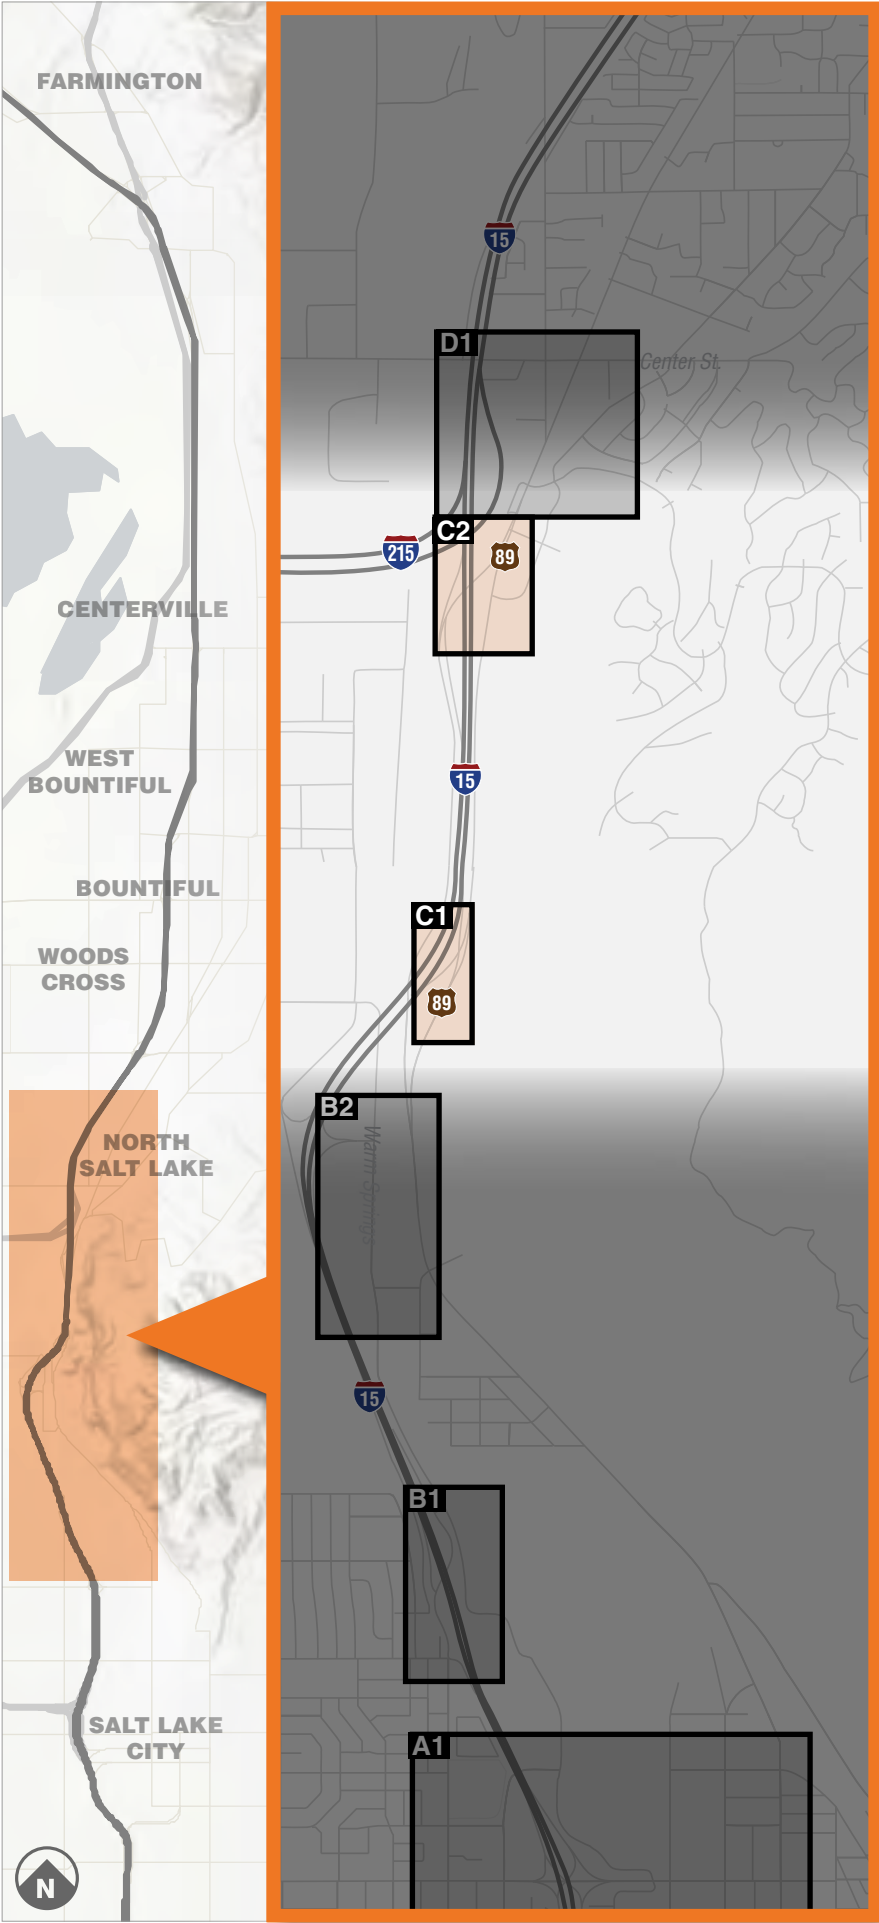 FARMINGTON
CENTERVILLE
WEST
BOUNTIFUL
BOUNTIFUL
WOODS
CROSS
NORTH
SALT LAKE
SALT LAKE
CITY
N
15
D1
Center St.
C2
215
89
15
C1
89
B2
Warm Springs
15
B1
A1